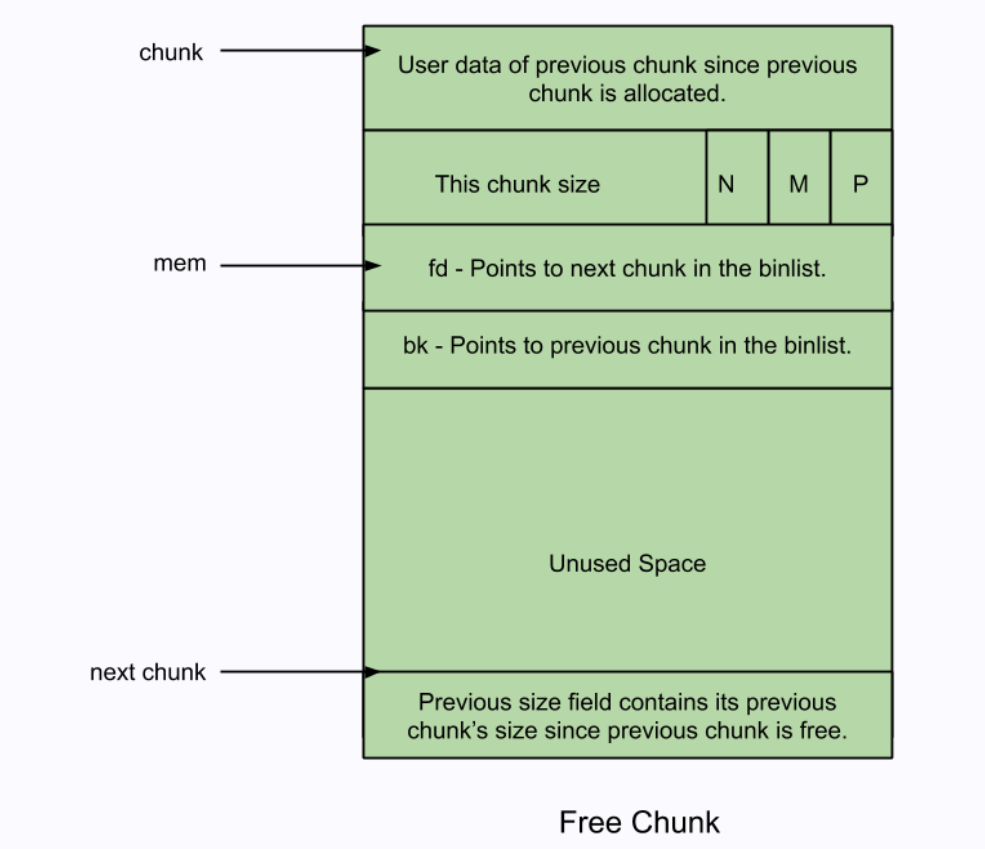 chunk
User data of previous chunk since previous
chunk is allocated.
This chunk size
N
M
P
mem
fd - Points to next chunk in the binlist.
bk - Points to previous chunk in the binlist.
Unused Space
next chunk
Previous size field contains its previous
chunk's size since previous chunk is free.
Free Chunk